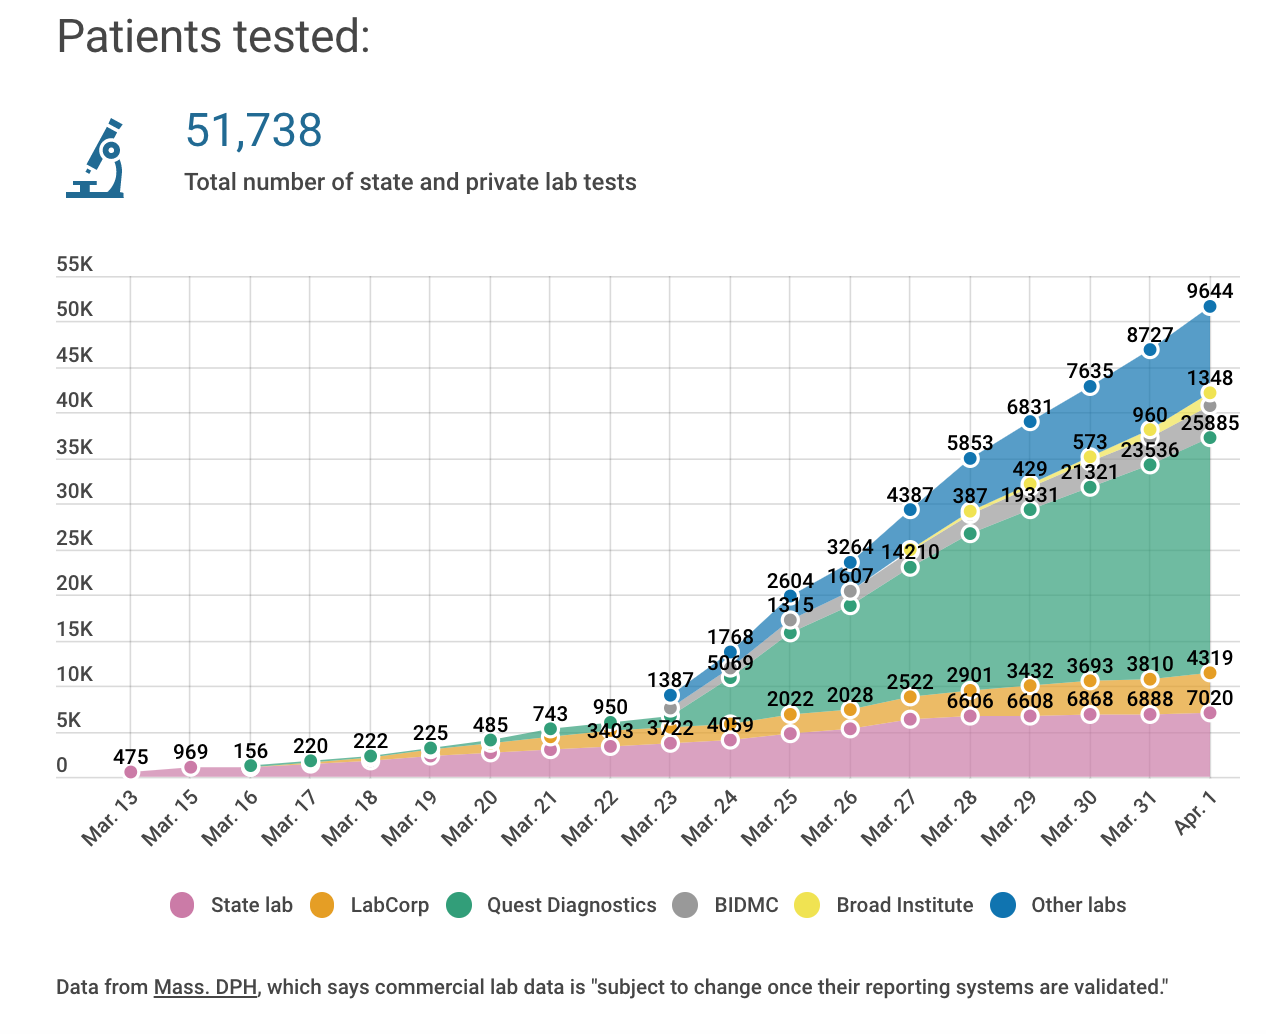 Patients tested:
51,738
Total number of state and private lab tests
55K
50K
45K
40K
35K
30K
25K
20K
15K
10K
5K
0
9644
8727
7635
6831
5853
4387
3264
2604
1768
1387
1348
960
573
429
387
25885
23536
21321
19331
14210
1607
1315
5069
950
743
485
225
222
220
156
969
475
4319
3810
3693
3432
2901
2522
2028
2022
7020
6888
6868
6608
6606
4059
3722
3403
Mar. 13
Mar. 15
Mar. 16
Mar. 17
Mar. 18
Mar. 19
Mar. 20
Mar. 21
Mar. 22
Mar. 23
Mar. 24
Mar. 25
Mar. 26
Mar. 27
Mar. 28
Mar. 29
Mar. 30
Mar. 31
Apr. 1
State lab LabCorp Quest Diagnostics BIDMC Broad Institute Other labs
Data from Mass. DPH, which says commercial lab data is "subject to change once their reporting systems are validated."